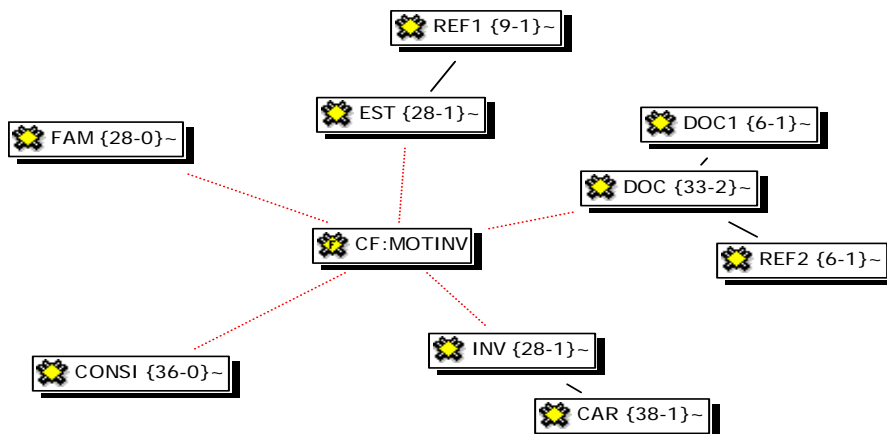 REF1 {9-1}~
EST {28-1}~
DOC1 {6-1}~
FAM {28-0}~
DOC {33-2}~
F CF:MOTINV
REF2 {6-1}~
INV {28-1}~
CONSI {36-0}~
CAR {38-1}~